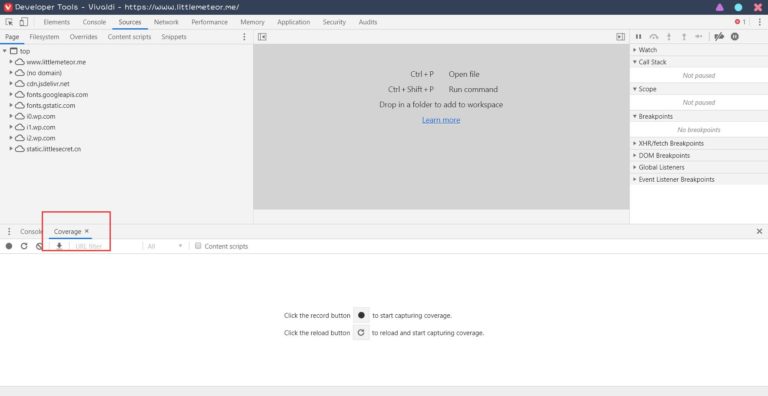 Developer Tools - Vivaldi - https://www.littlemeteor.me/
Elements Console Sources Network Performance Memory Application Security Audits 1
Page Filesystem Overrides Content scripts Snippets
top
www.littlemeteor.me
(no domain)
cdn.jsdelivr.net
fonts.googleapis.com
fonts.gstatic.com
i0.wp.com
i1.wp.com
i2.wp.com
static.littlesecret.cn
Ctrl + P Open file
Ctrl + Shift + P Run command
Drop in a folder to add to workspace
Learn more
Watch
Call Stack
Not paused
Scope
Not paused
Breakpoints
No breakpoints
XHR/fetch Breakpoints
DOM Breakpoints
Global Listeners
Event Listener Breakpoints
Console Coverage
URL filter All Content scripts
Click the record button to start capturing coverage.
Click the reload button to reload and start capturing coverage.